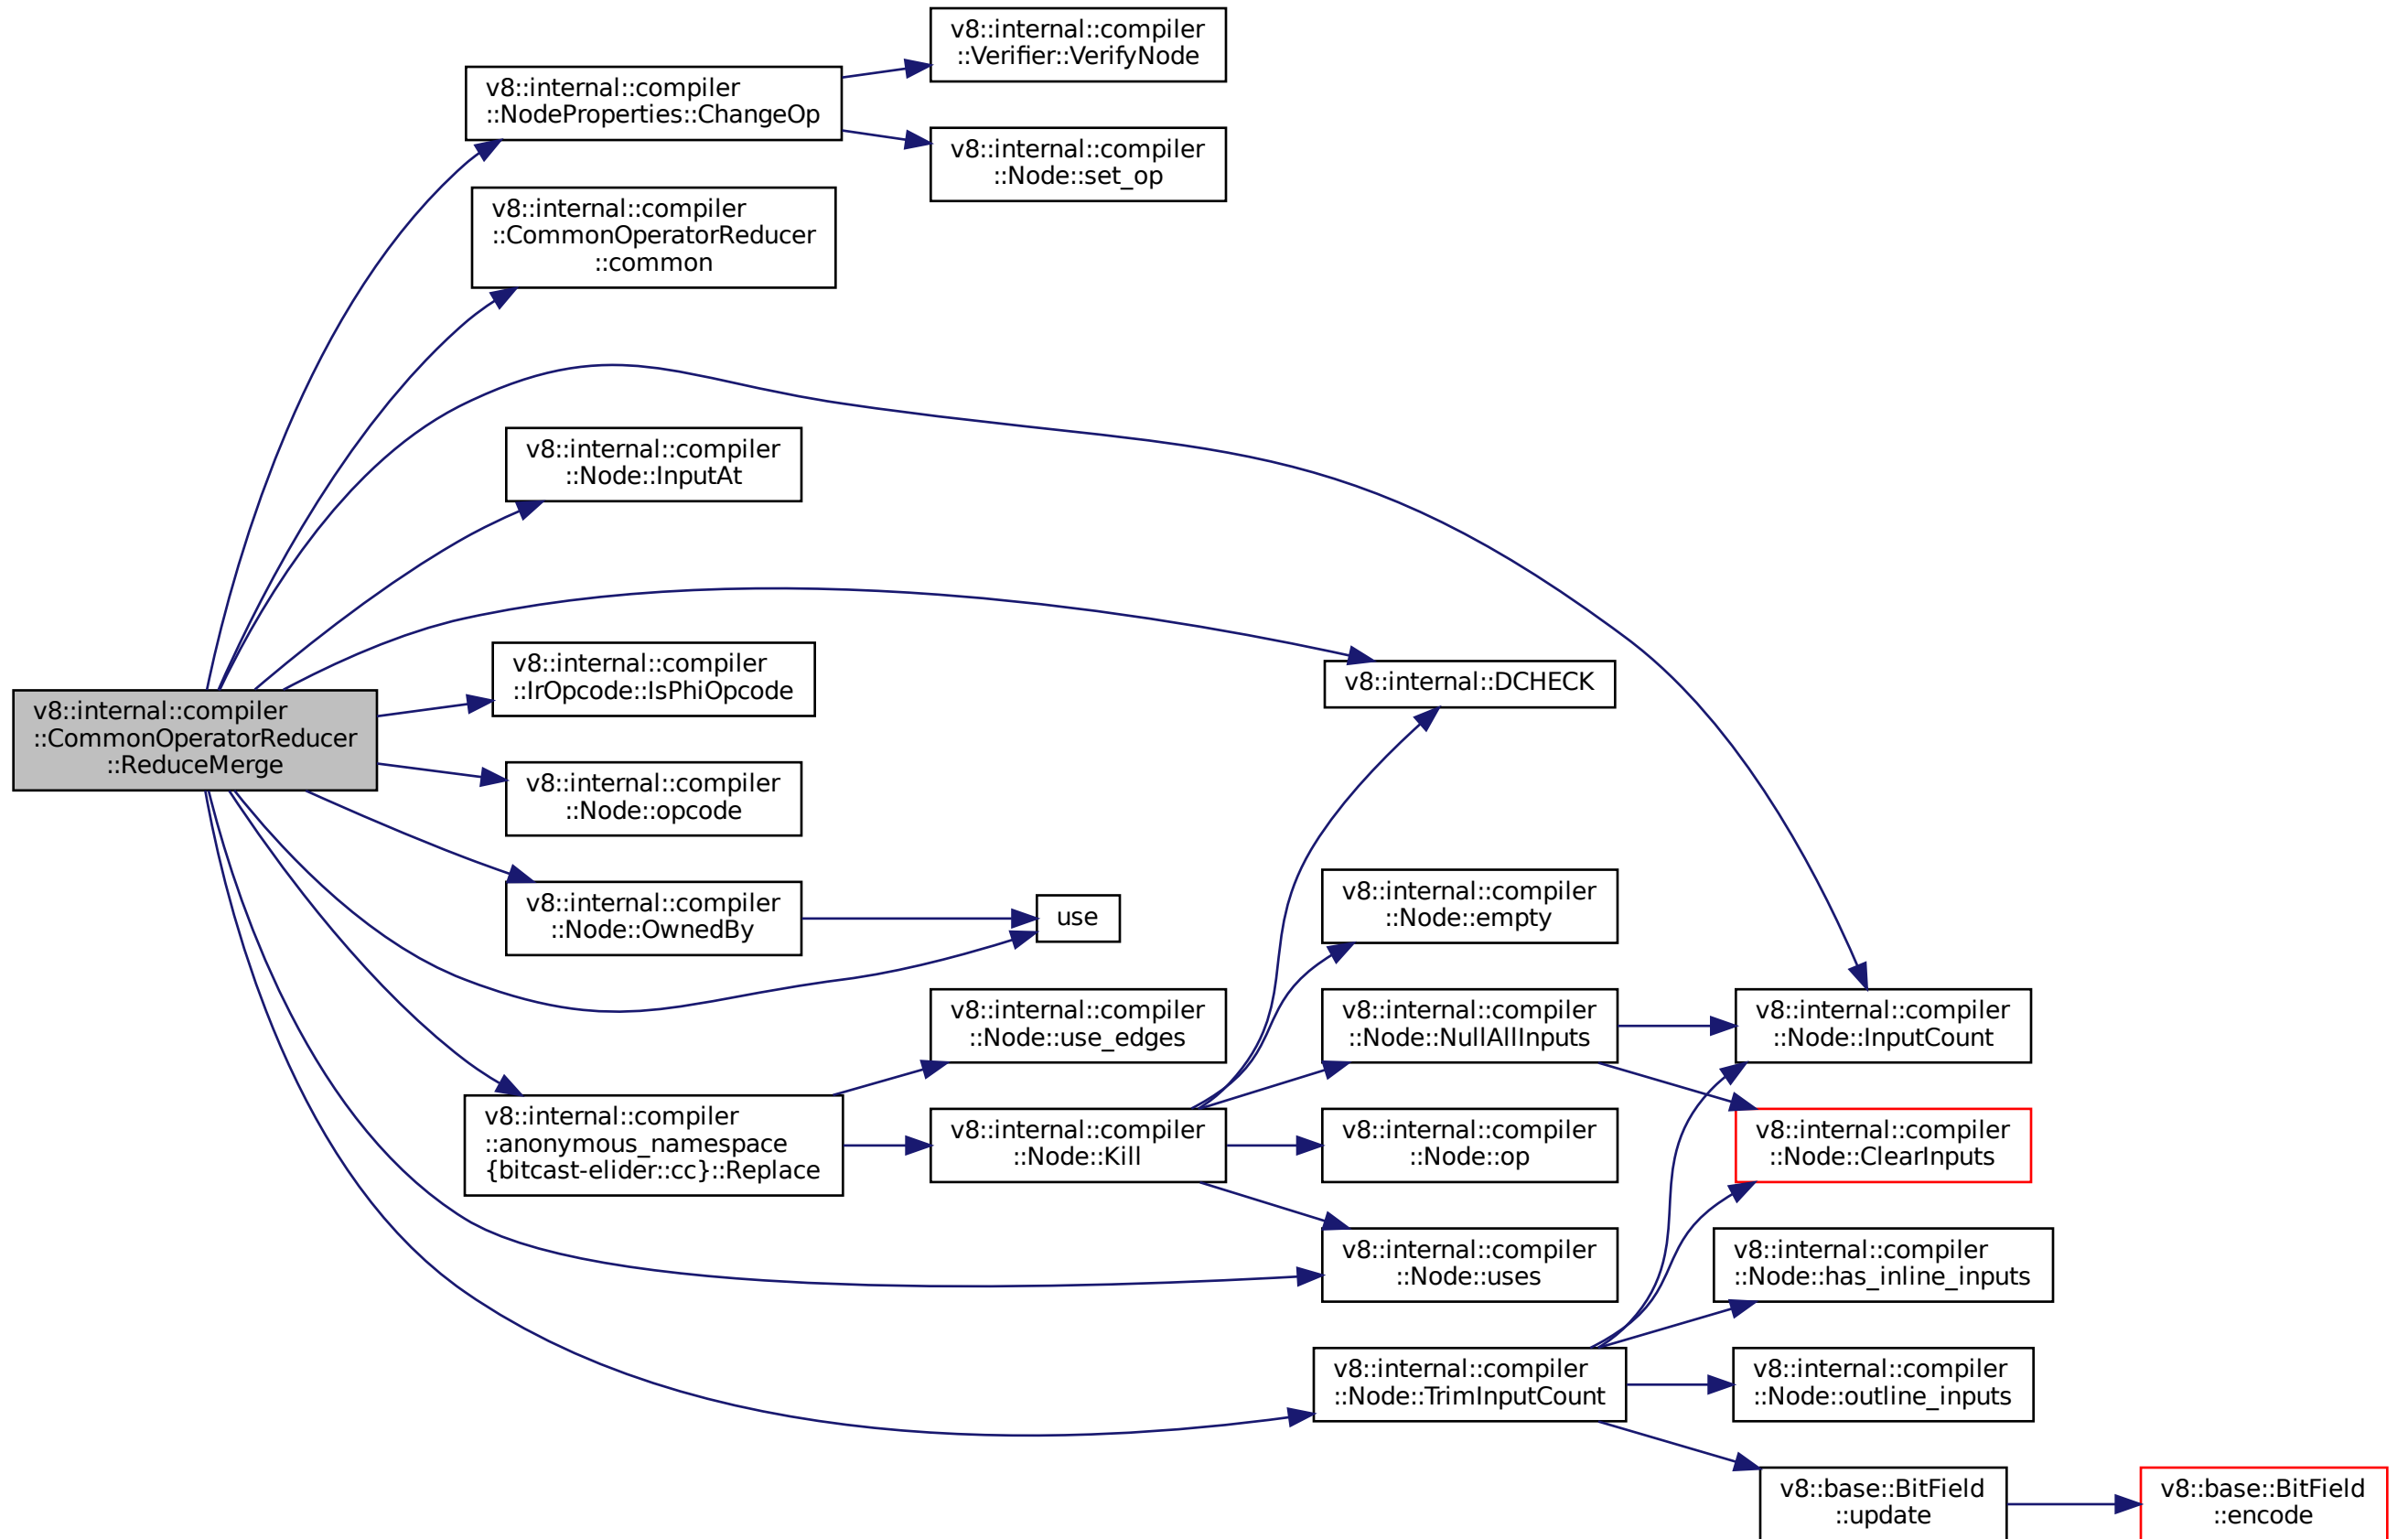 v8::internal::compiler
::Verifier::VerifyNode
v8::internal::compiler
::NodeProperties::ChangeOp
v8::internal::compiler
::Node::set_op
v8::internal::compiler
::CommonOperatorReducer
::common
v8::internal::compiler
::Node::InputAt
v8::internal::compiler
::IrOpcode::IsPhiOpcode
v8::internal::DCHECK
v8::internal::compiler
::CommonOperatorReducer
::ReduceMerge
v8::internal::compiler
::Node::opcode
v8::internal::compiler
::Node::OwnedBy
use
v8::internal::compiler
::Node::empty
v8::internal::compiler
::Node::use_edges
v8::internal::compiler
::Node::NullAllInputs
v8::internal::compiler
::Node::InputCount
v8::internal::compiler
::anonymous_namespace
{bitcast-elider::cc}::Replace
v8::internal::compiler
::Node::Kill
v8::internal::compiler
::Node::op
v8::internal::compiler
::Node::ClearInputs
v8::internal::compiler
::Node::uses
v8::internal::compiler
::Node::has_inline_inputs
v8::internal::compiler
::Node::TrimInputCount
v8::internal::compiler
::Node::outline_inputs
v8::base::BitField
::update
v8::base::BitField
::encode